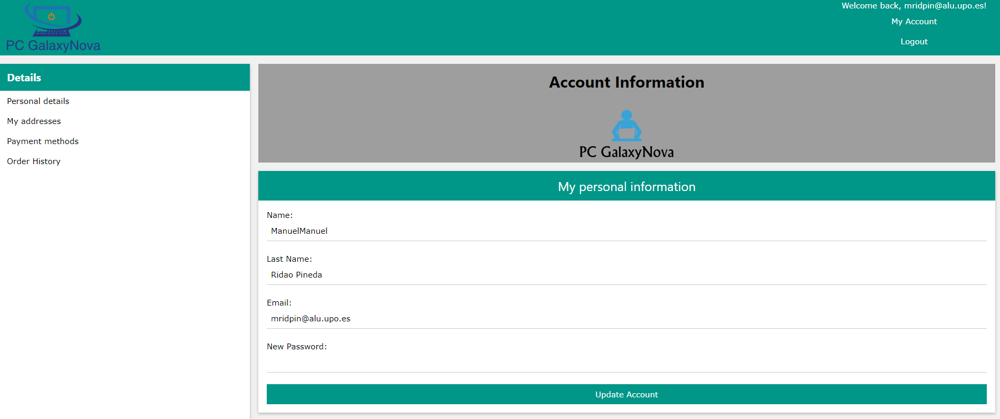 PC GalaxyNova
Welcome back, mridpin@alu.upo.es!
My Account
Logout
Details
Personal details
My addresses
Payment methods
Order History
Account Information
PC GalaxyNova
My personal information
Name:
ManuelManuel
Last Name:
Ridao Pineda
Email:
mridpin@alu.upo.es
New Password:
Update Account